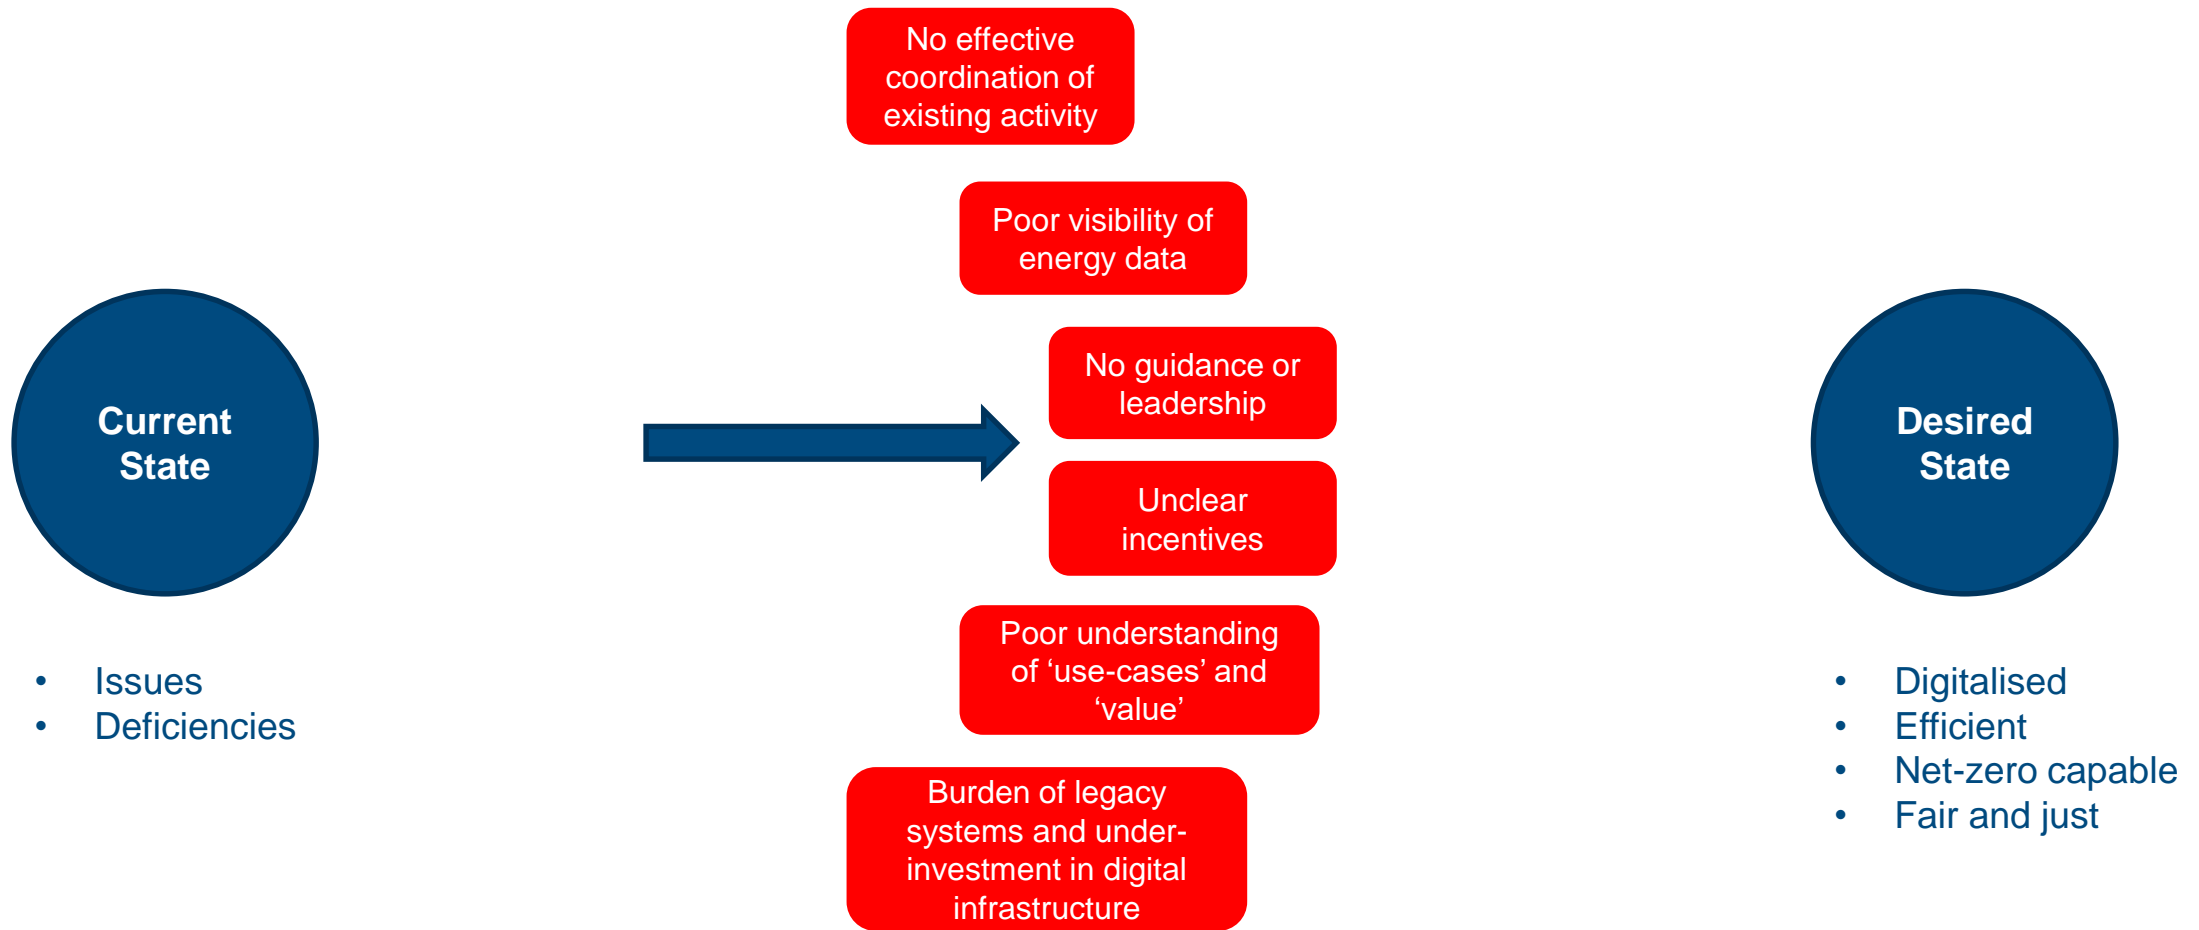 No effective
coordination of
existing activity
Poor visibility of
energy data
No guidance or
leadership
Unclear
incentives
Poor understanding
of ‘use-cases’ and
‘value’
Burden of legacy
systems and under-
investment in digital
infrastructure
Current
State
• Issues
• Deficiencies
Desired
State
• Digitalised
• Efficient
• Net-zero capable
• Fair and just